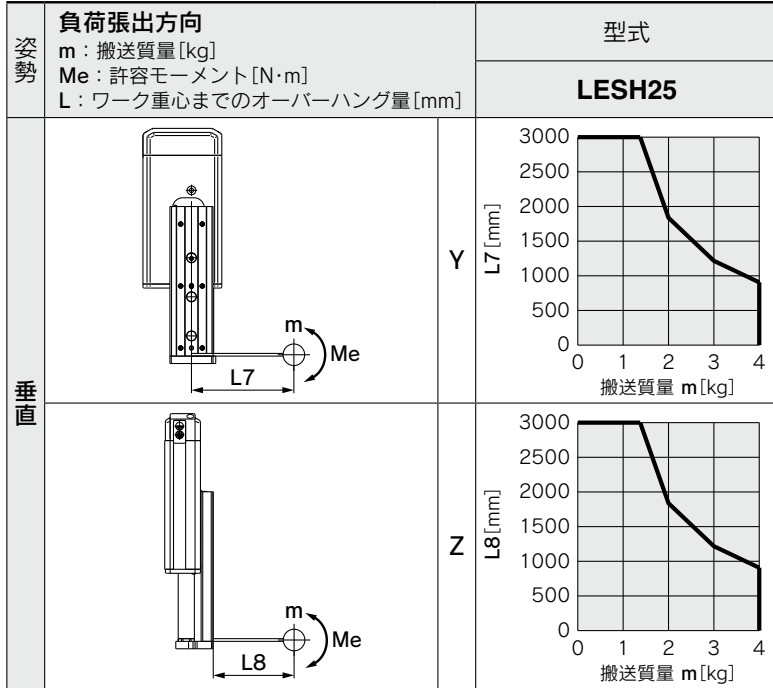 姿勢
負荷張出方向
m：搬送質量[kg]
Me：許容モーメント[N·m]
L：ワーク重心までのオーバーハング量[mm]
型式
LESH25
垂直
m
Me
L7
Y
L7[mm]
3000
2500
2000
1500
1000
500
0
0 1 2 3 4
搬送質量 m[kg]
m
Me
L8
Z
L8[mm]
3000
2500
2000
1500
1000
500
0
0 1 2 3 4
搬送質量 m[kg]